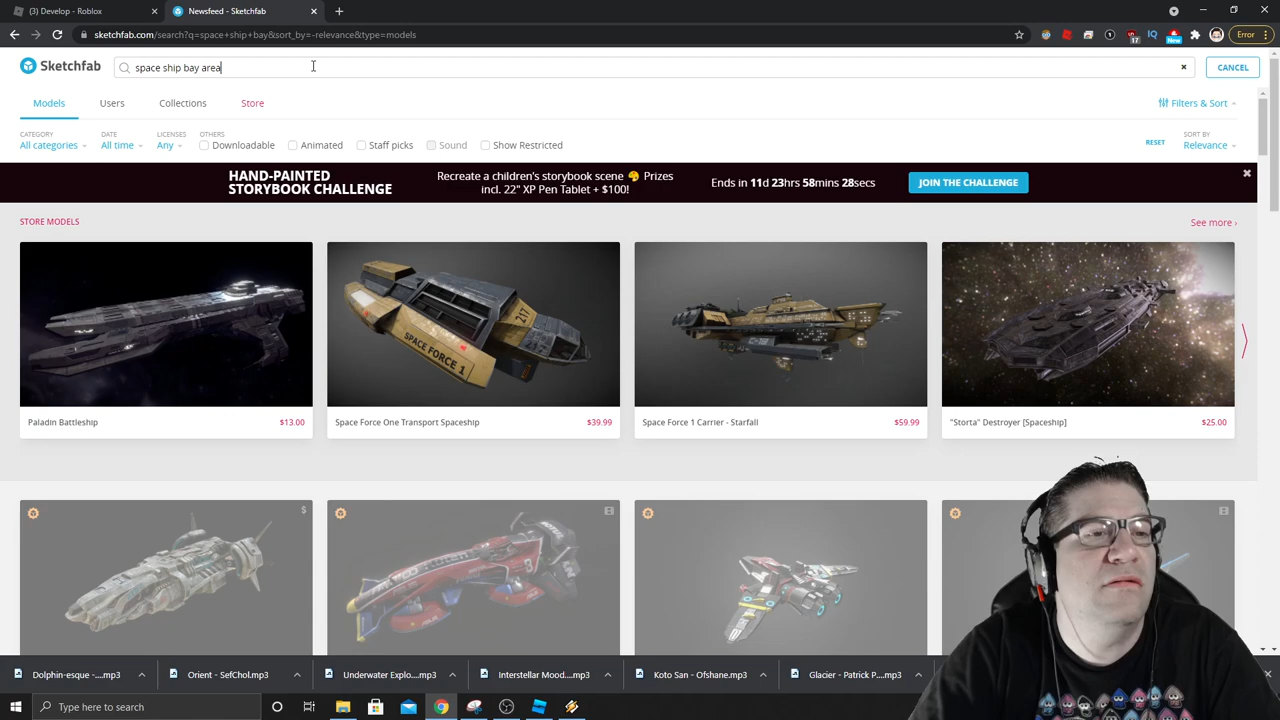 (3) Develop - Roblox
Newsfeed - Sketchfab
sketchfab.com/search?q=space+ship+bay&sort_by=-relevance&type=models
17
New
Error
Sketchfab
space ship bay area
CANCEL
Models
Users
Collections
Store
Filters & Sort
CATEGORY
DATE
LICENSES
OTHERS
All categories
All time
Any
Downloadable
Animated
Staff picks
Sound
Show Restricted
RESET
SORT BY
Relevance
HAND-PAINTED
STORYBOOK CHALLENGE
Recreate a children's storybook scene 🎨 Prizes
incl. 22" XP Pen Tablet + $100!
Ends in 11d 23hrs 58mins 28secs
JOIN THE CHALLENGE
STORE MODELS
See more ›
SPACE FORCE 1
217
Paladin Battleship
$13.00
Space Force One Transport Spaceship
$39.99
Space Force 1 Carrier - Starfall
$59.99
"Storta" Destroyer [Spaceship]
$25.00
Dolphin-esque -....mp3
Orient - SefChol.mp3
Underwater Explo....mp3
Interstellar Mood....mp3
Koto San - Ofshane.mp3
Glacier - Patrick P....mp3
Type here to search